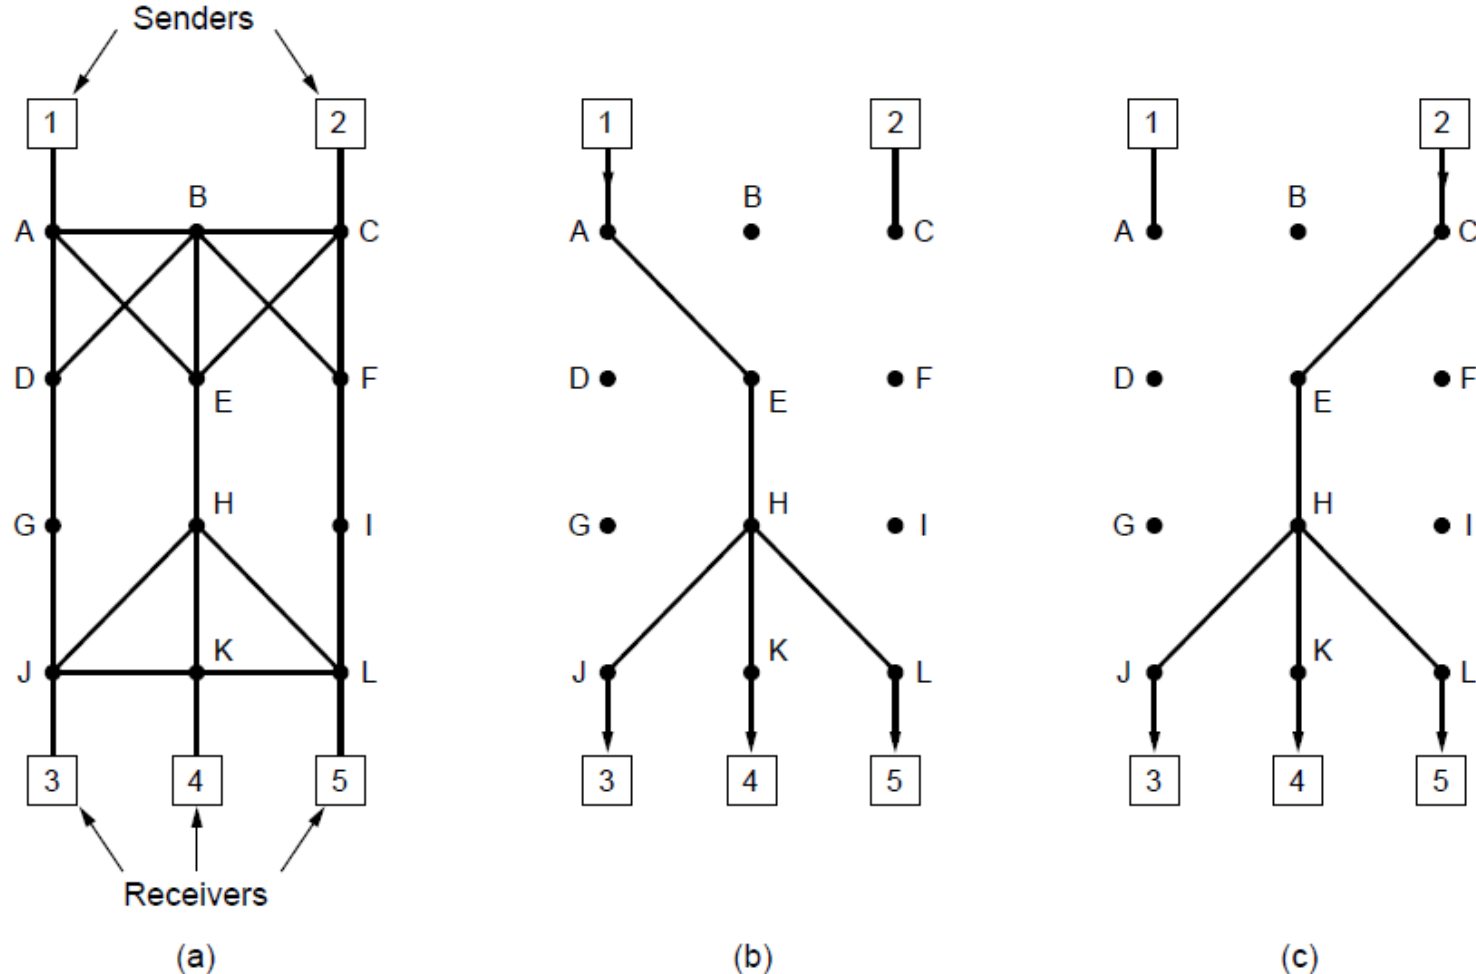 Senders
1 2 1 2 1 2
B B B
A C A C A C
D F D F D F
E E E
H H H
G I G I G I
K K K
J L J L J L
3 4 5 3 4 5 3 4 5
Receivers
(a) (b) (c)